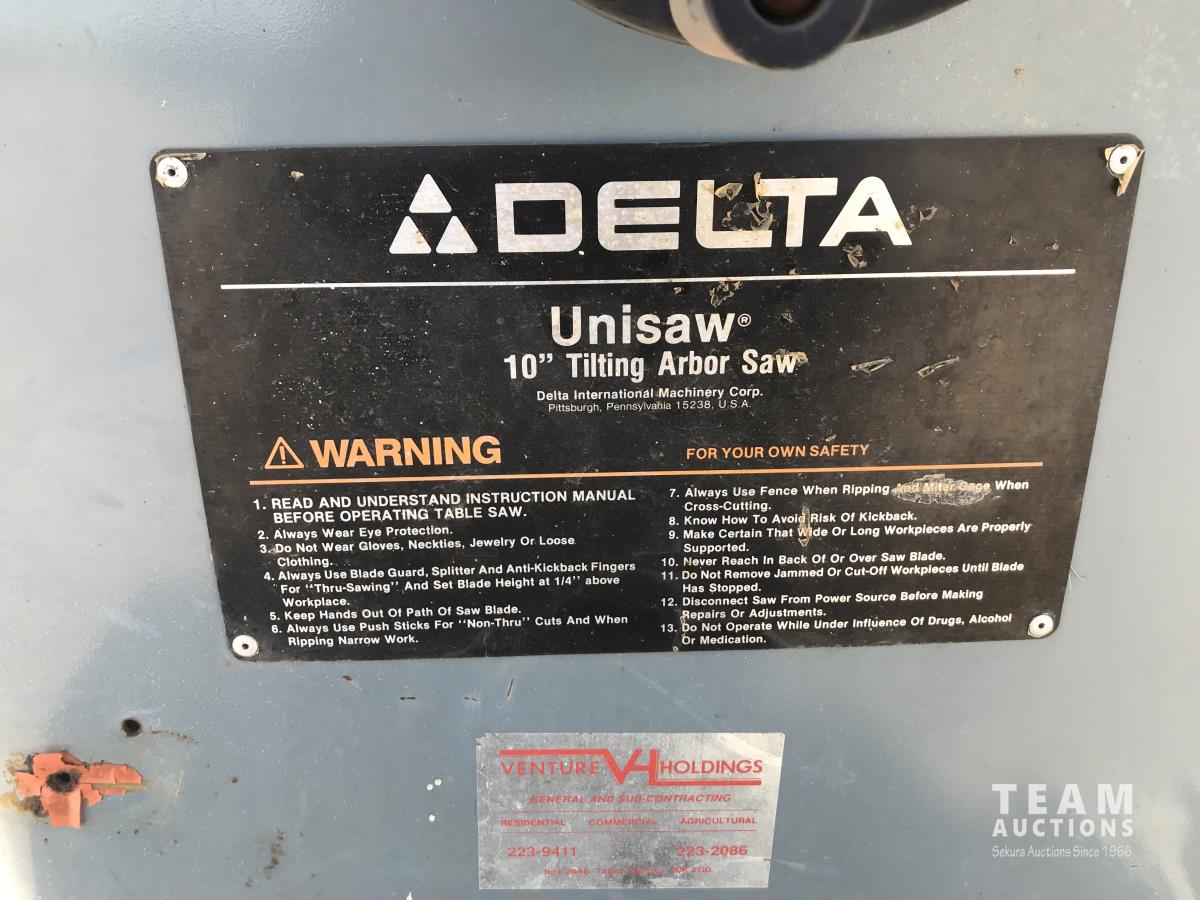 DELTA
Unisaw®
10" Tilting Arbor Saw
Delta International Machinery Corp.
Pittsburgh, Pennsylvania 15238, U.S.A.
WARNING
FOR YOUR OWN SAFETY
1. READ AND UNDERSTAND INSTRUCTION MANUAL
BEFORE OPERATING TABLE SAW.
2. Always Wear Eye Protection.
3. Do Not Wear Gloves, Neckties, Jewelry Or Loose
Clothing.
4. Always Use Blade Guard, Splitter And Anti-Kickback Fingers
For ''Thru-Sawing'' And Set Blade Height at 1/4'' above
Workplace.
5. Keep Hands Out Of Path Of Saw Blade.
6. Always Use Push Sticks For ''Non-Thru'' Cuts And When
Ripping Narrow Work.
7. Always Use Fence When Ripping And Miter Gage When
Cross-Cutting.
8. Know How To Avoid Risk Of Kickback.
9. Make Certain That Wide Or Long Workpieces Are Properly
Supported.
10. Never Reach In Back Of Or Over Saw Blade.
11. Do Not Remove Jammed Or Cut-Off Workpieces Until Blade
Has Stopped.
12. Disconnect Saw From Power Source Before Making
Repairs Or Adjustments.
13. Do Not Operate While Under Influence Of Drugs, Alcohol
Or Medication.
VENTURE VH HOLDINGS
GENERAL AND SUB-CONTRACTING
RESIDENTIAL COMMERCIAL AGRICULTURAL
223-9411 223-2086
Box 2046 Taber, Alberta T0K 2G0
TEAM
AUCTIONS
Sekura Auctions Since 1966